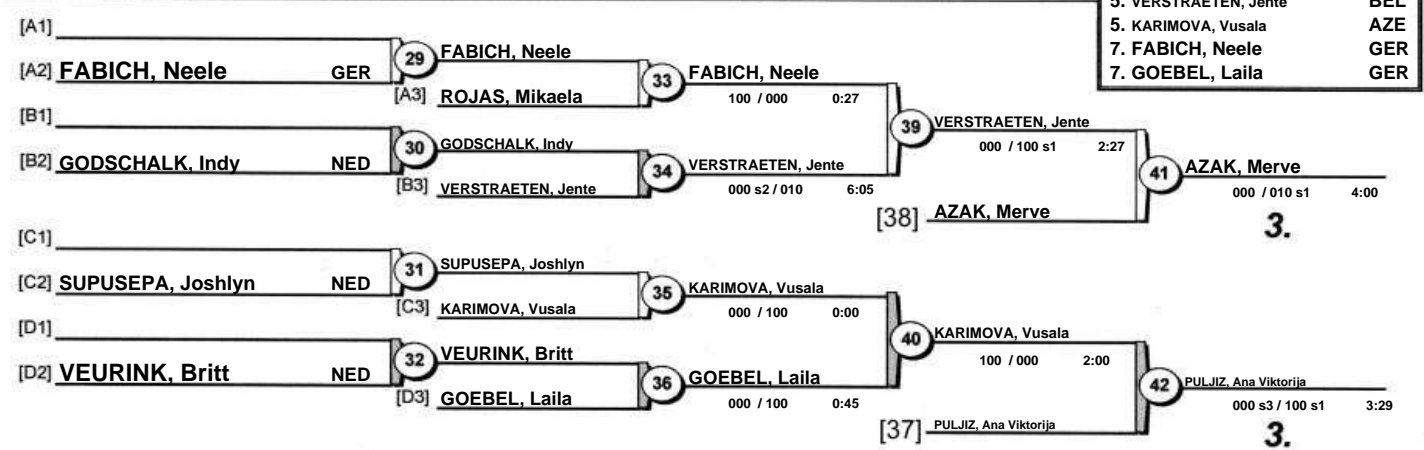 5. VERSTRAETEN, Jente BEL
5. KARIMOVA, Vusala AZE
7. FABICH, Neele GER
7. GOEBEL, Laila GER
[A1]
[A2] FABICH, Neele GER
29
FABICH, Neele
[A3] ROJAS, Mikaela
33
FABICH, Neele
100 / 000 0:27
[B1]
[B2] GODSCHALK, Indy NED
30
GODSCHALK, Indy
[B3] VERSTRAETEN, Jente
34
VERSTRAETEN, Jente
000 s2 / 010 6:05
39
VERSTRAETEN, Jente
000 / 100 s1 2:27
[38] AZAK, Merve
41
AZAK, Merve
000 / 010 s1 4:00
3.
[C1]
[C2] SUPUSEPA, Joshlyn NED
31
SUPUSEPA, Joshlyn
[C3] KARIMOVA, Vusala
35
KARIMOVA, Vusala
000 / 100 0:00
[D1]
[D2] VEURINK, Britt NED
32
VEURINK, Britt
[D3] GOEBEL, Laila
36
GOEBEL, Laila
000 / 100 0:45
40
KARIMOVA, Vusala
100 / 000 2:00
[37] PULJIZ, Ana Viktorija
42
PULJIZ, Ana Viktorija
000 s3 / 100 s1 3:29
3.